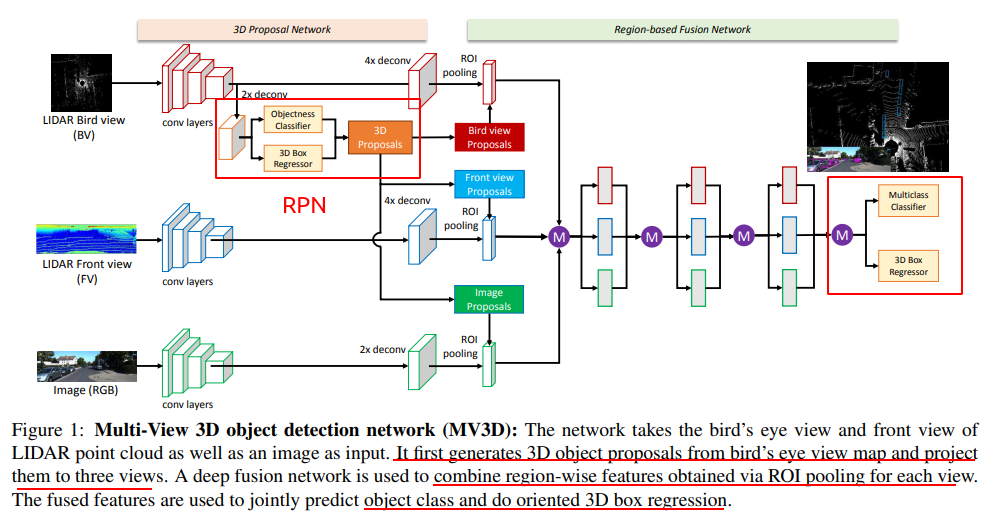 3D Proposal Network
Region-based Fusion Network
4x deconv
ROI
pooling
2x deconv
LIDAR Bird view
(BV)
conv layers
Objectness
Classifier
3D Box
Regressor
3D
Proposals
Bird view
Proposals
RPN
Front view
Proposals
4x deconv
ROI
pooling
M
M
M
M
Multiclass
Classifier
3D Box
Regressor
LIDAR Front view
(FV)
conv layers
Image
Proposals
2x deconv
ROI
pooling
Image (RGB)
conv layers
Figure 1: Multi-View 3D object detection network (MV3D): The network takes the bird's eye view and front view of
LIDAR point cloud as well as an image as input. It first generates 3D object proposals from bird's eye view map and project
them to three views. A deep fusion network is used to combine region-wise features obtained via ROI pooling for each view.
The fused features are used to jointly predict object class and do oriented 3D box regression.